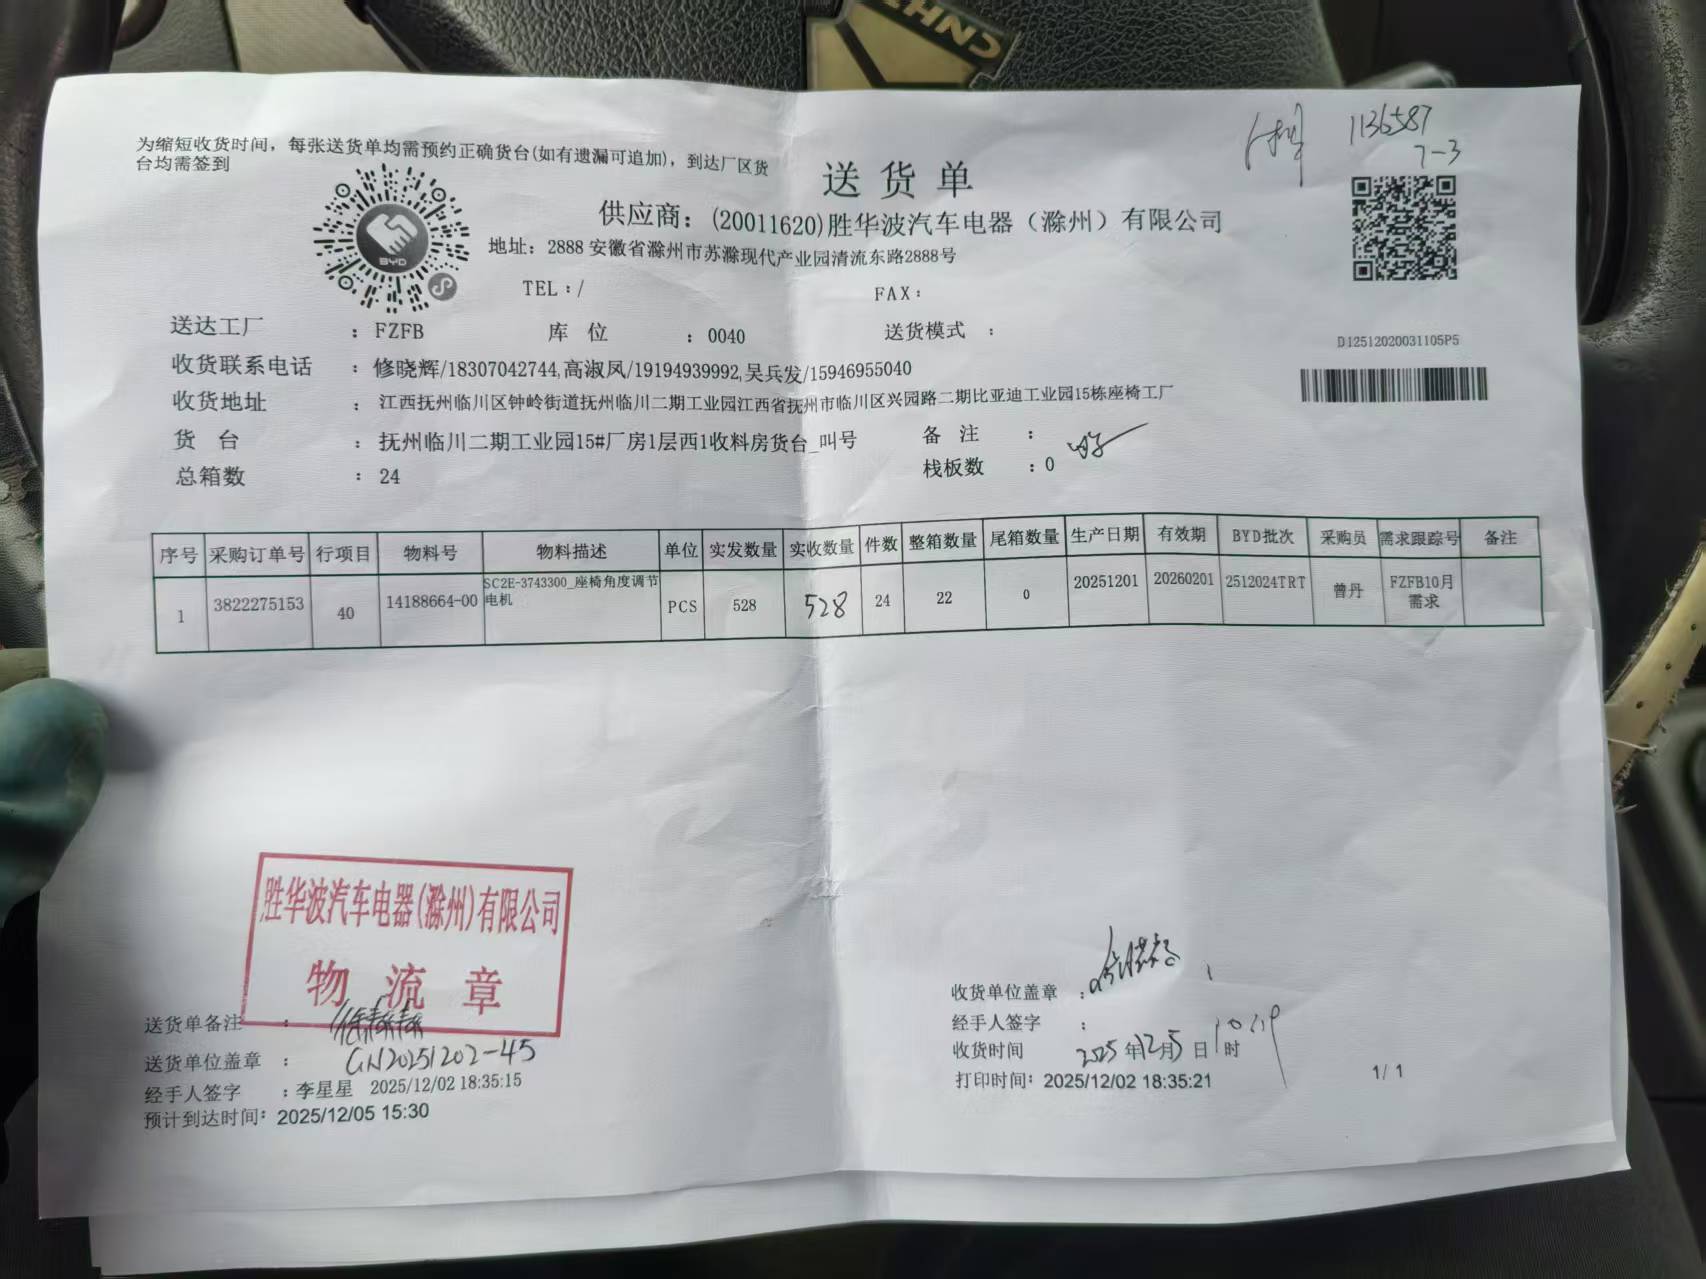 CNHTC
为缩短收货时间，每张送货单均需预约正确货台(如有遗漏可追加)，到达厂区货
台均需签到
BYD
送货单
1136587
7-3
供应商：(20011620)胜华波汽车电器（滁州）有限公司
地址：2888 安徽省滁州市苏滁现代产业园清流东路2888号
TEL：/ FAX：
D12512020031105P5
送达工厂 ：FZFB 库位 ：0040 送货模式 ：
收货联系电话 ：修晓辉/18307042744,高淑凤/19194939992,吴兵发/15946955040
收货地址 ：江西抚州临川区钟岭街道抚州临川二期工业园江西省抚州市临川区兴园路二期比亚迪工业园15栋座椅工厂
货台 ：抚州临川二期工业园15#厂房1层西1收料房货台_叫号 备注 ：
总箱数 ：24 栈板数 ：0
序号 采购订单号 行项目 物料号 物料描述 单位 实发数量 实收数量 件数 整箱数量 尾箱数量 生产日期 有效期 BYD批次 采购员 需求跟踪号 备注
1 3822275153 40 14188664-00 SC2E-3743300_座椅角度调节电机 PCS 528 528 24 22 0 20251201 20260201 2512024TRT 曾丹 FZFB10月需求
胜华波汽车电器(滁州)有限公司
物流章
送货单备注 ：
送货单位盖章 ： GN20251202-45
经手人签字 ：李星星 2025/12/02 18:35:15
预计到达时间：2025/12/05 15:30
收货单位盖章 ：
经手人签字 ：
收货时间 2025年12月5日 时
打印时间：2025/12/02 18:35:21
1/ 1